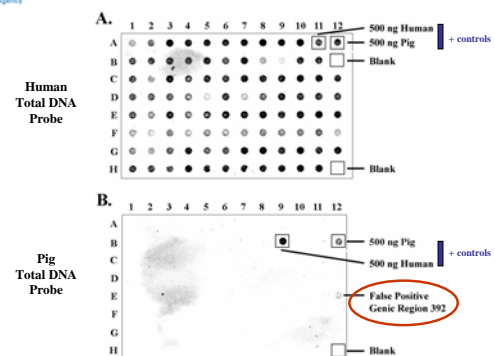 gency
A.
1 2 3 4 5 6 7 8 9 10 11 12
500 ng Human
500 ng Pig
+ controls
Blank
A
B
C
D
E
F
G
H
Human
Total DNA
Probe
Blank
B.
1 2 3 4 5 6 7 8 9 10 11 12
A
B
C
D
E
F
G
H
500 ng Pig
500 ng Human
+ controls
Pig
Total DNA
Probe
False Positive
Genic Region 392
Blank